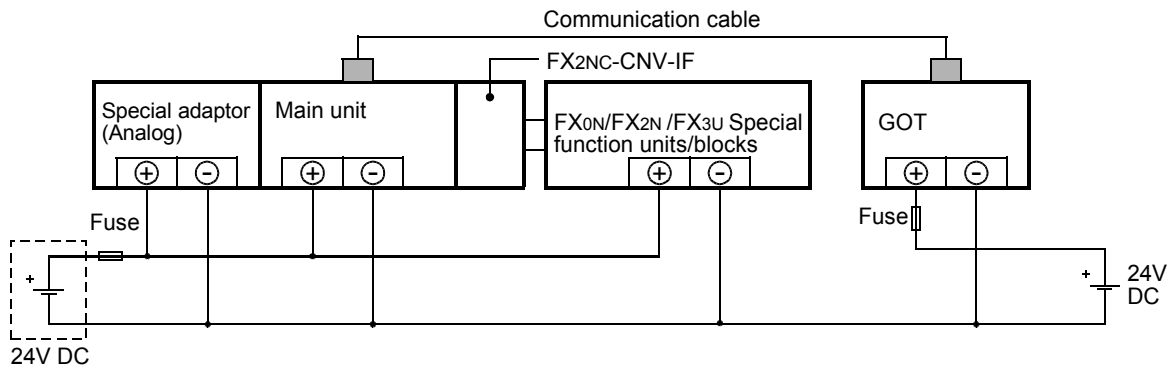 Communication cable
FX2NC-CNV-IF
Special adaptor
(Analog)
Main unit
FX0N/FX2N /FX3U Special
function units/blocks
GOT
+ - + - + - + -
Fuse
Fuse
+
24V DC
+
24V
DC